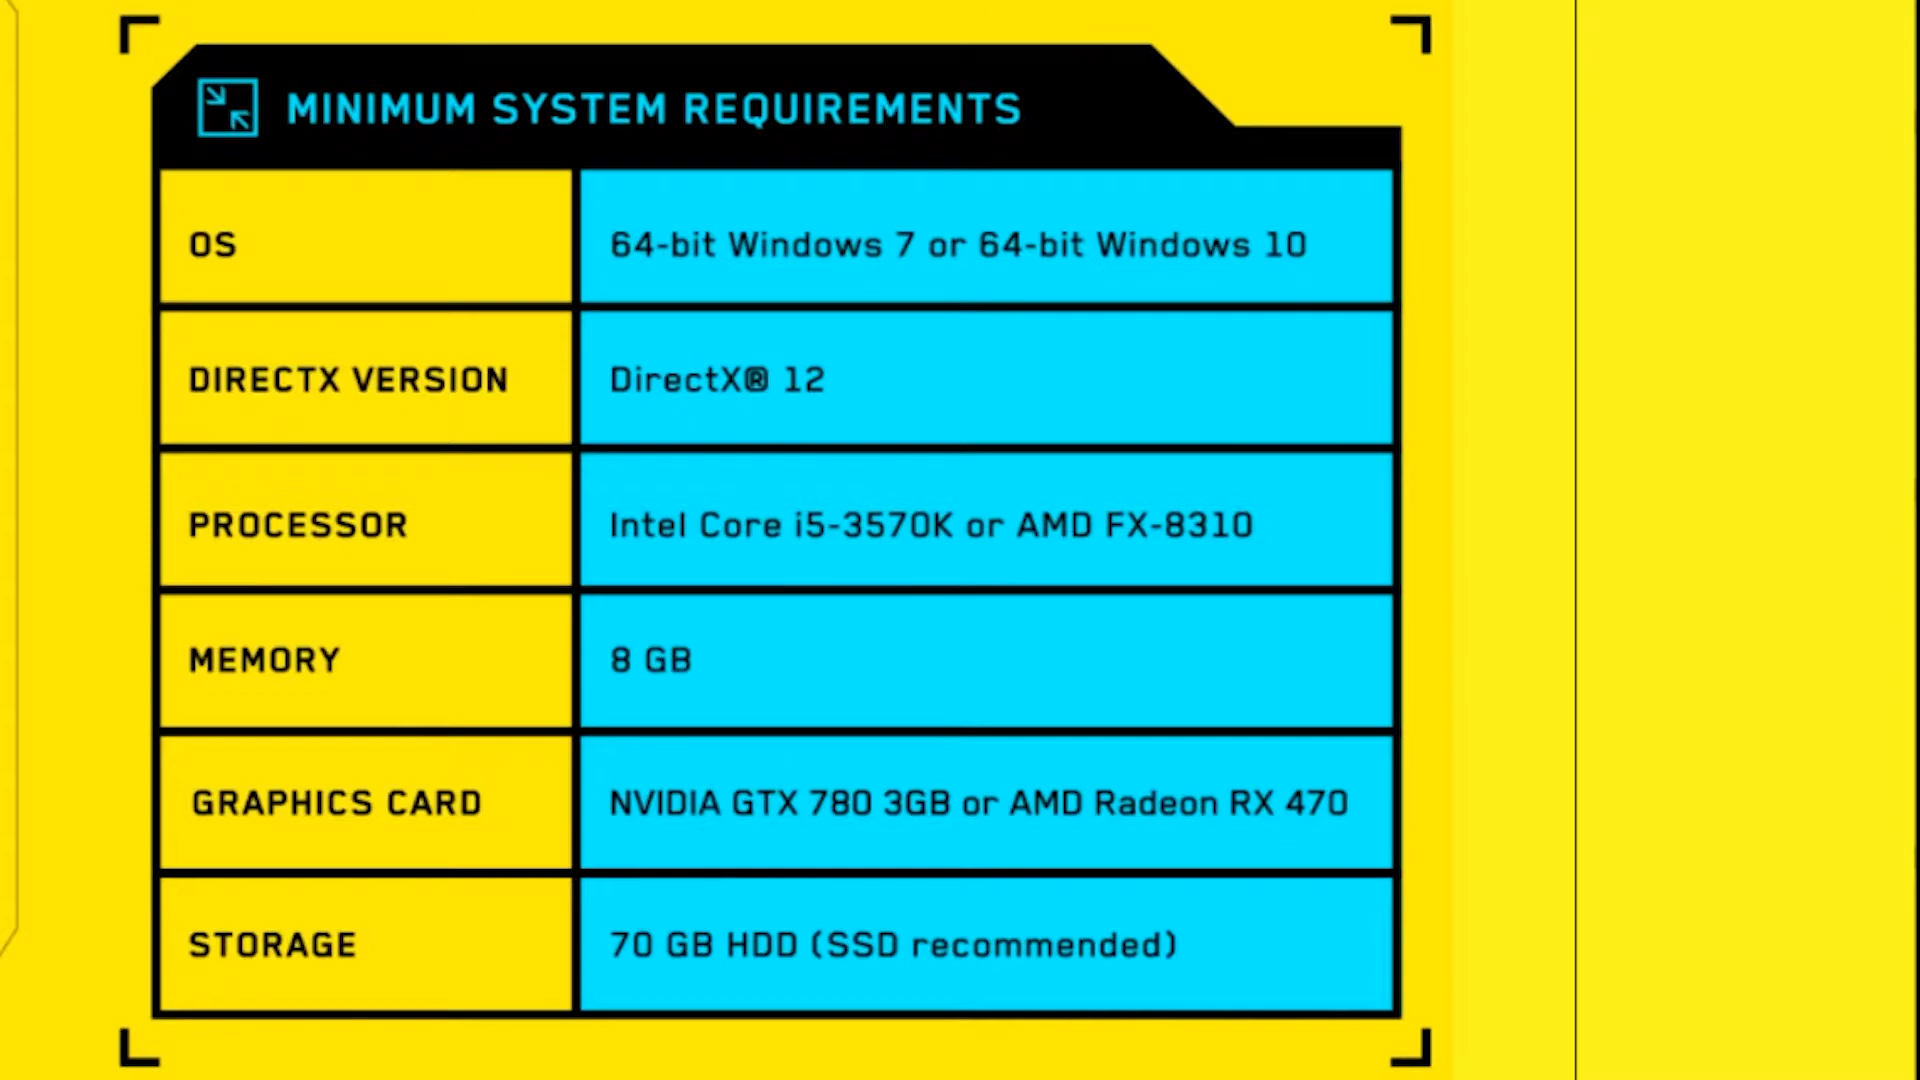 MINIMUM SYSTEM REQUIREMENTS
OS
64-bit Windows 7 or 64-bit Windows 10
DIRECTX VERSION
DirectX® 12
PROCESSOR
Intel Core i5-3570K or AMD FX-8310
MEMORY
8 GB
GRAPHICS CARD
NVIDIA GTX 780 3GB or AMD Radeon RX 470
STORAGE
70 GB HDD (SSD recommended)